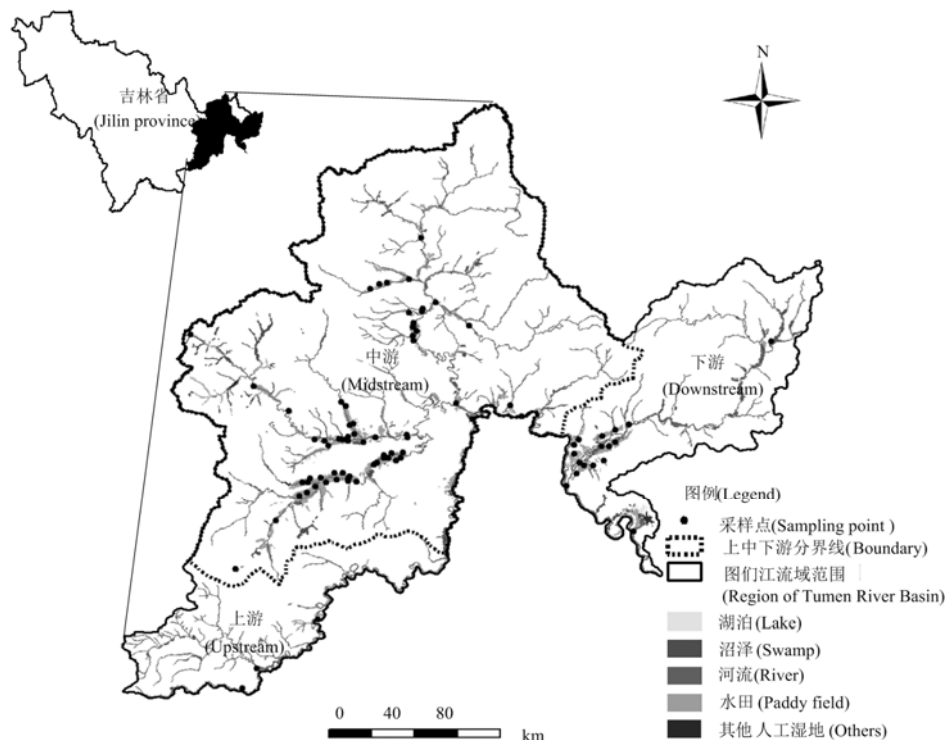 吉林省
(Jilin province)
N
中游
(Midstream)
下游
(Downstream)
上游
(Upstream)
图例(Legend)
采样点(Sampling point )
上中下游分界线(Boundary)
图们江流域范围
(Region of Tumen River Basin)
湖泊(Lake)
沼泽(Swamp)
河流(River)
水田(Paddy field)
其他人工湿地(Others)
0 40 80
km